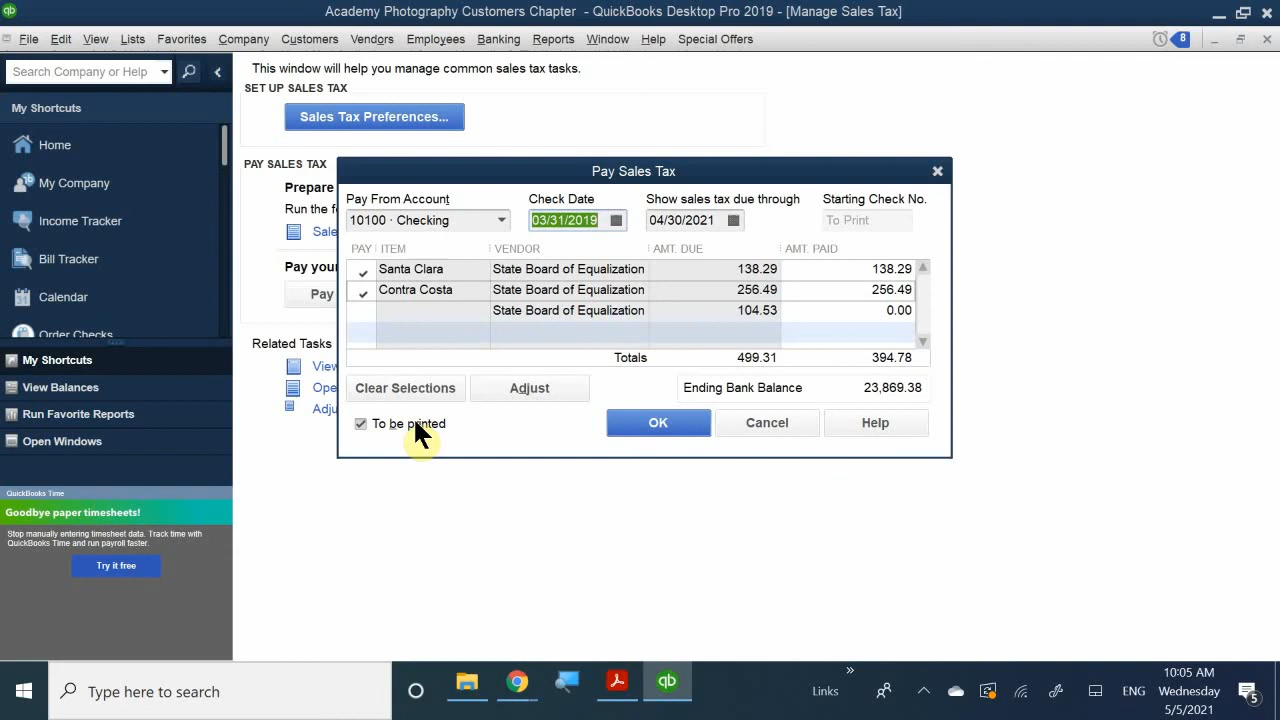 Academy Photography Customers Chapter - QuickBooks Desktop Pro 2019 - [Manage Sales Tax]
File Edit View Lists Favorites Company Customers Vendors Employees Banking Reports Window Help Special Offers 8
Search Company or Help
My Shortcuts
Home
My Company
Income Tracker
Bill Tracker
Calendar
Order Checks
My Shortcuts
View Balances
Run Favorite Reports
Open Windows
QuickBooks Time
Goodbye paper timesheets!
Stop manually entering timesheet data. Track time with
QuickBooks Time and run payroll faster.
Try it free
This window will help you manage common sales tax tasks.
SET UP SALES TAX
Sales Tax Preferences...
PAY SALES TAX
Prepare
Run the f
Sale
Pay your
Pay
Related Tasks
View
Ope
Adju
Pay Sales Tax
Pay From Account Check Date Show sales tax due through Starting Check No.
10100 · Checking 03/31/2019 04/30/2021 To Print
PAY ITEM VENDOR AMT. DUE AMT. PAID
Santa Clara State Board of Equalization 138.29 138.29
Contra Costa State Board of Equalization 256.49 256.49
State Board of Equalization 104.53 0.00
Totals 499.31 394.78
Clear Selections Adjust Ending Bank Balance 23,869.38
To be printed OK Cancel Help
Type here to search
qb
Links
ENG
10:05 AM
Wednesday
5/5/2021
5